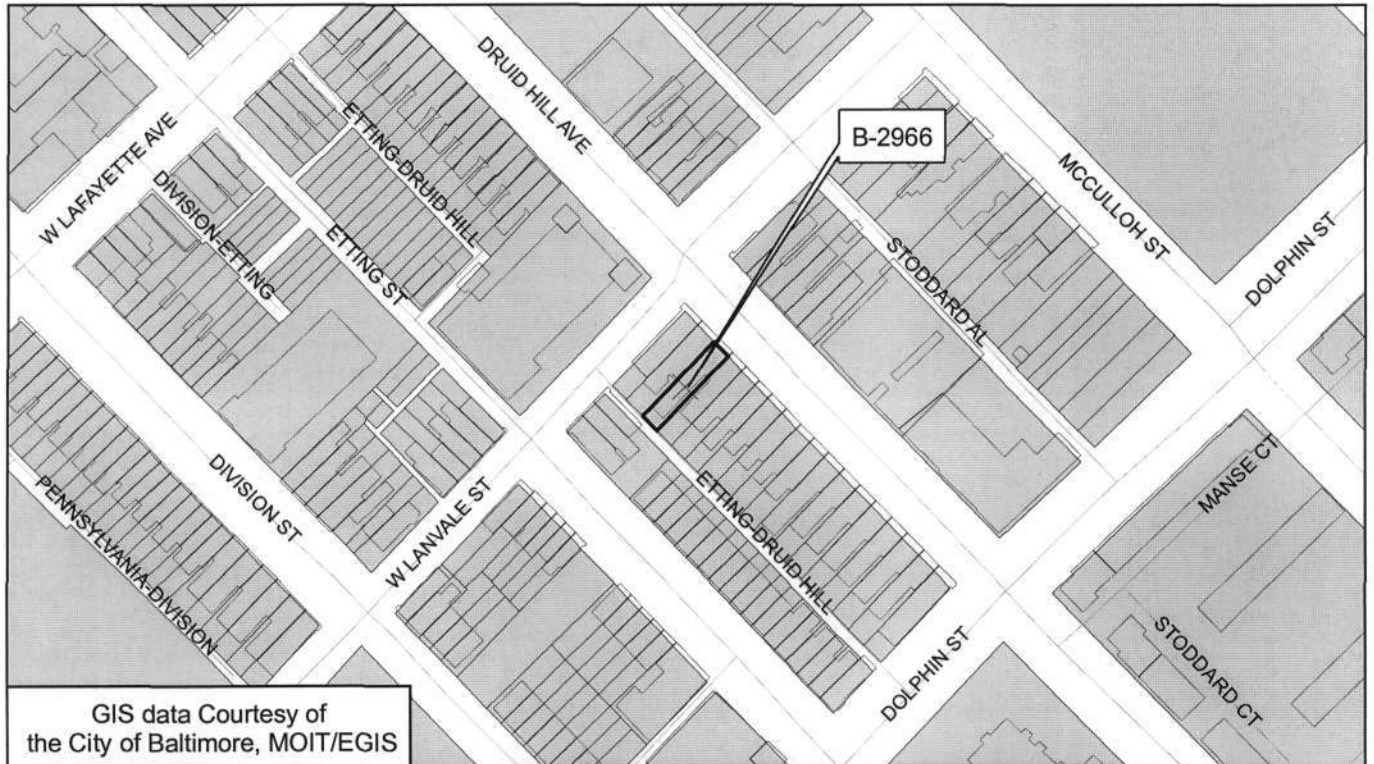 DRUID HILL AVE
ETTING-DRUID HILL
W LAFAYETTE AVE
B-2966
MCCULLOH ST
DIVISION-ETTING
ETTING ST
STODDARD AL
DOLPHIN ST
DIVISION ST
PENNSYLVANIA-DIVISION
W LANVALE ST
ETTING-DRUID HILL
MANSE CT
STODDARD CT
DOLPHIN ST
GIS data Courtesy of
the City of Baltimore, MOIT/EGIS